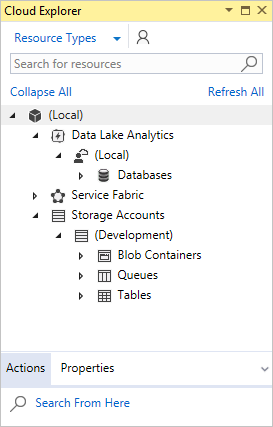 Cloud Explorer
Resource Types
Search for resources
Collapse All Refresh All
(Local)
Data Lake Analytics
(Local)
Databases
Service Fabric
Storage Accounts
(Development)
Blob Containers
Queues
Tables
Actions Properties
Search From Here